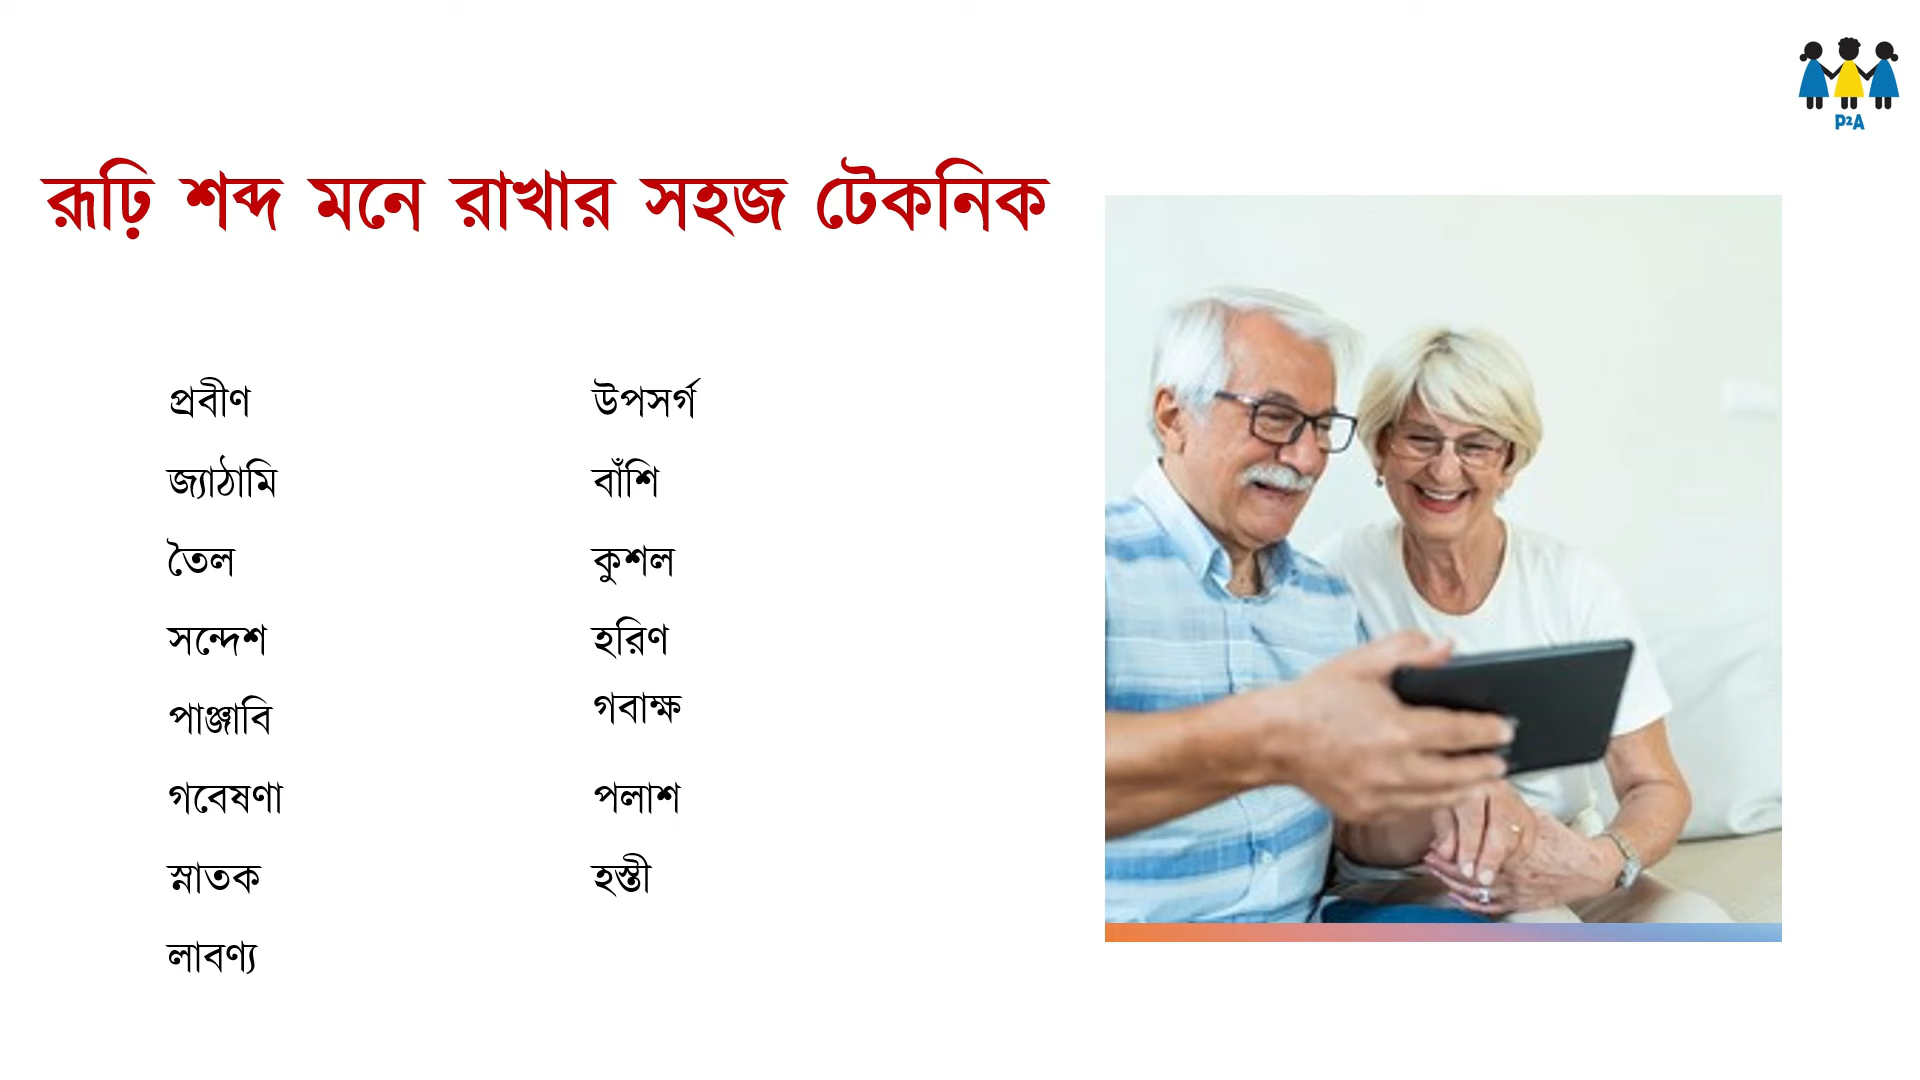 P²A
রূঢ়ি শব্দ মনে রাখার সহজ টেকনিক
প্রবীণ
জ্যাঠামি
তৈল
সন্দেশ
পাঞ্জাবি
গবেষণা
স্নাতক
লাবণ্য
উপসর্গ
বাঁশি
কুশল
হরিণ
গবাক্ষ
পলাশ
হস্তী